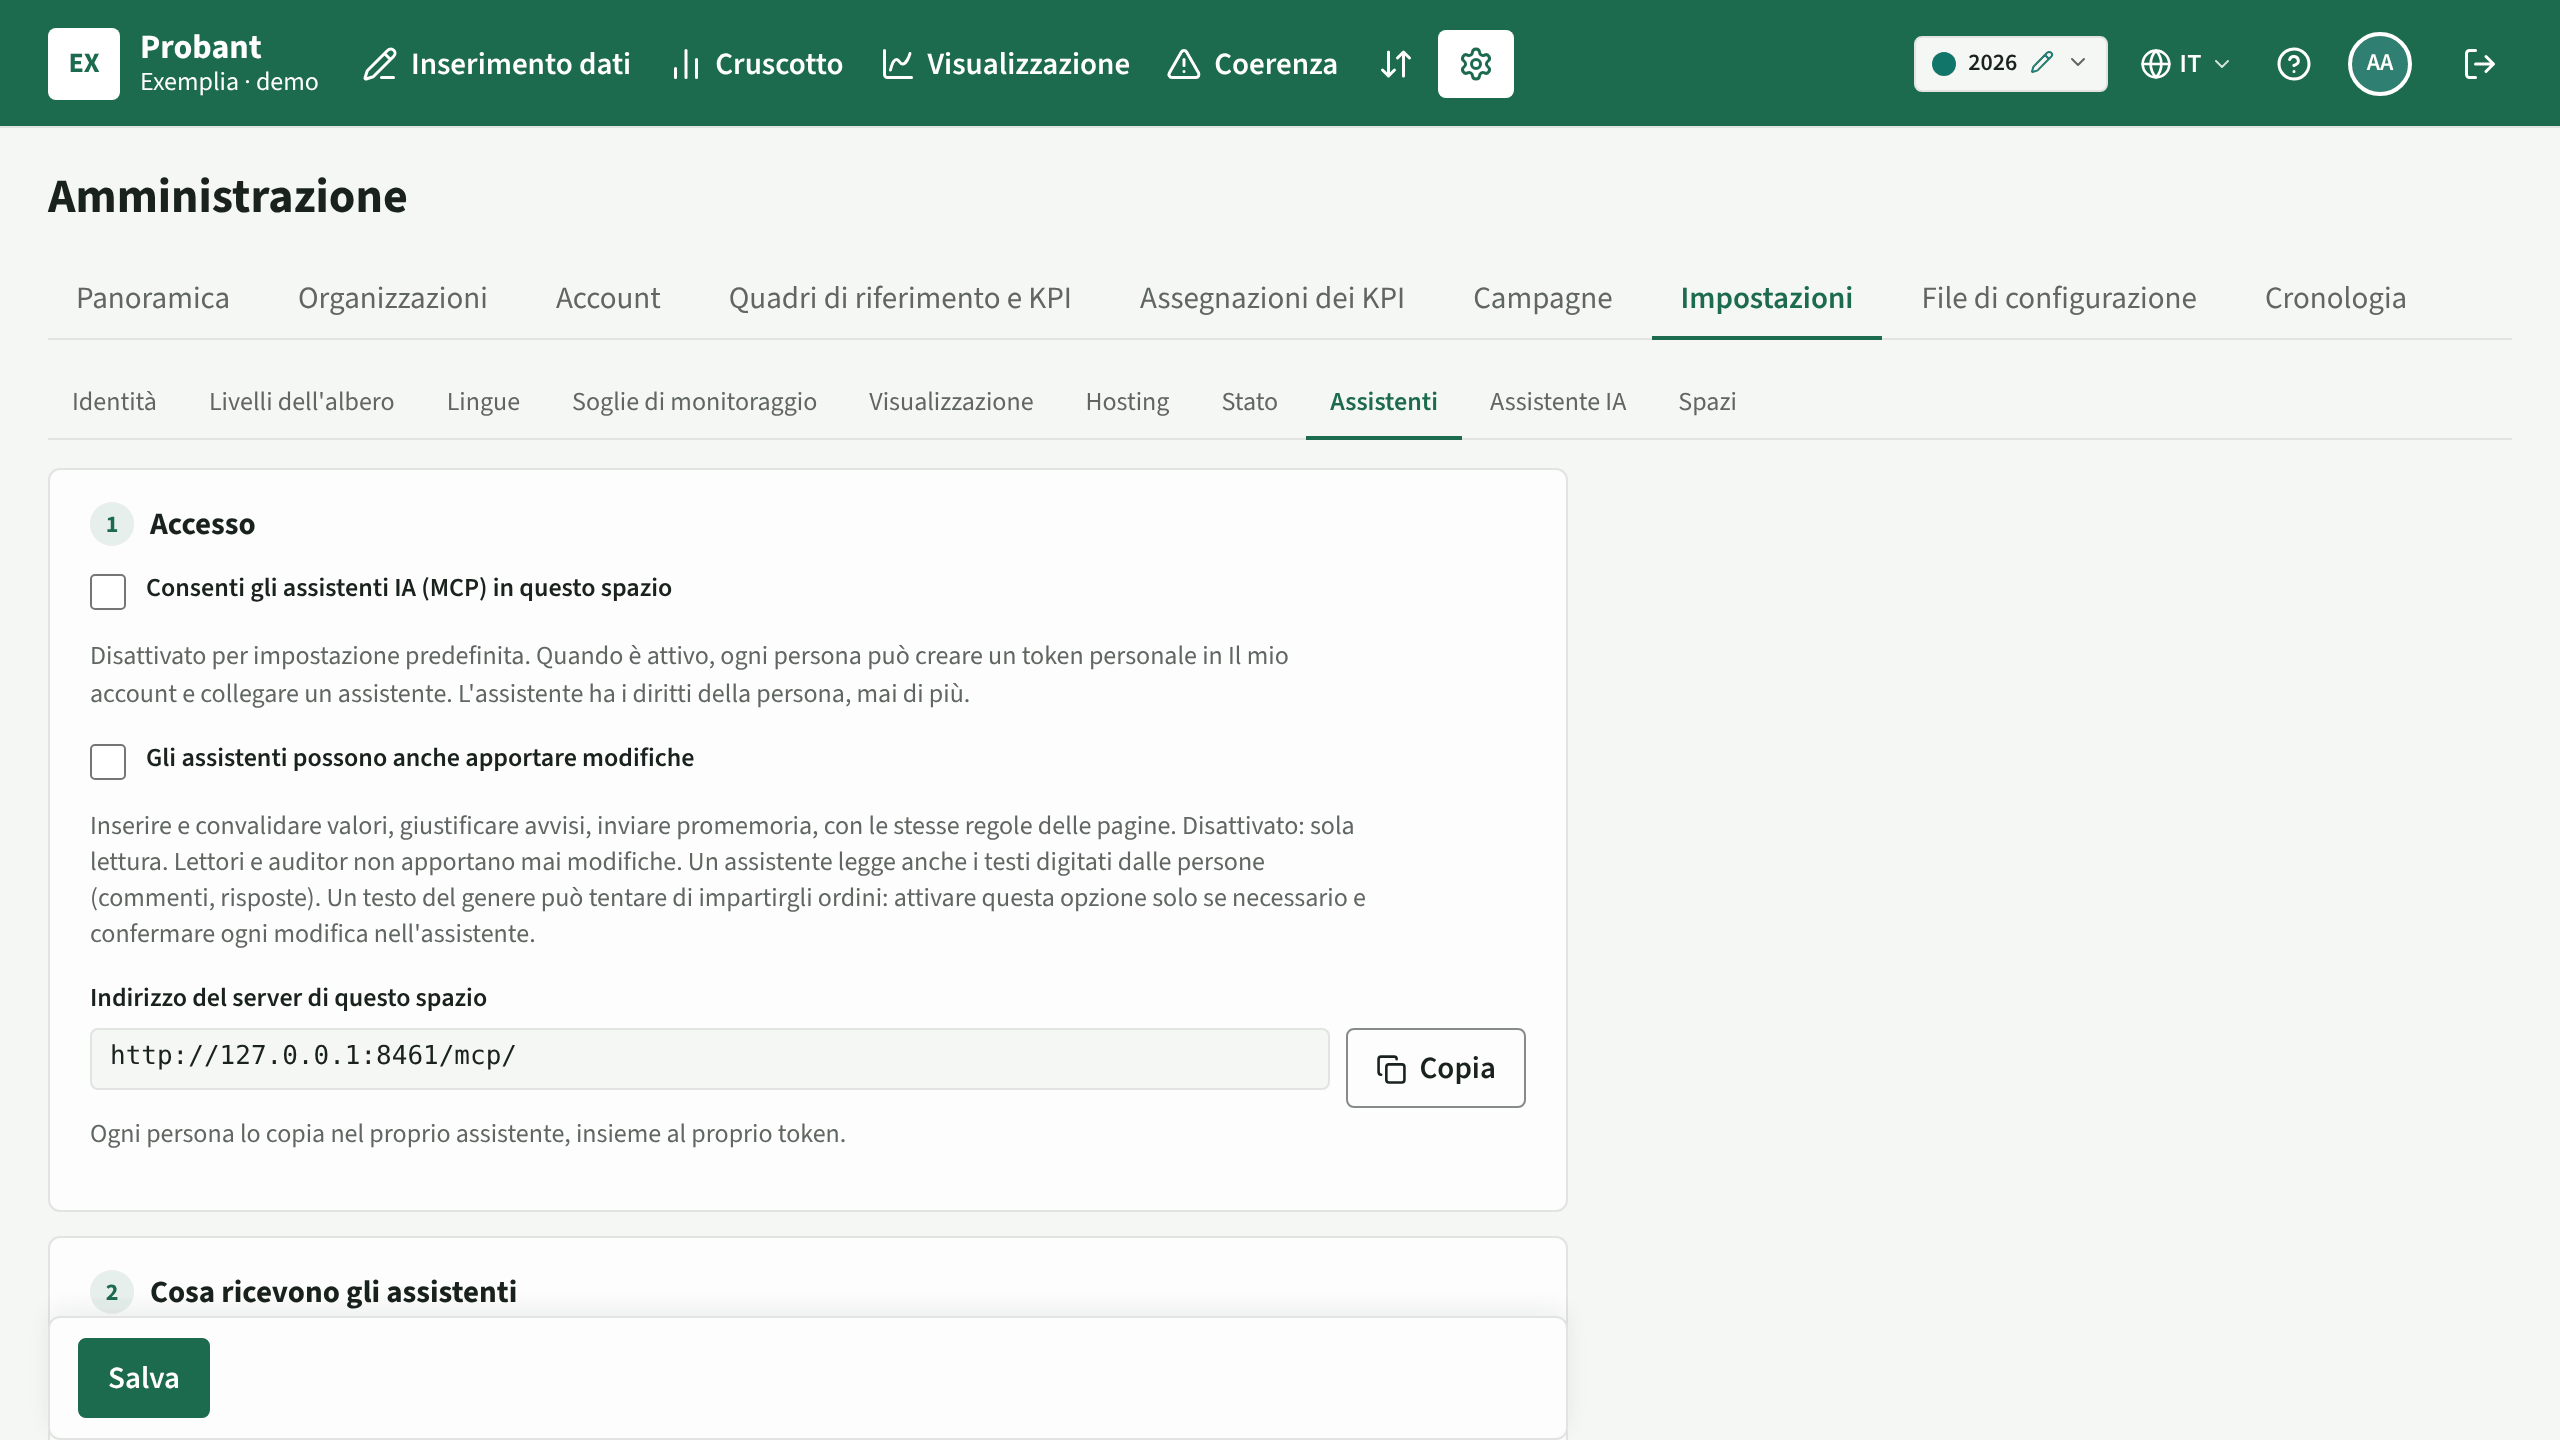 EX
Probant
Exemplia · demo
Inserimento dati
Cruscotto
Visualizzazione
Coerenza
2026
IT
AA
Amministrazione
Panoramica
Organizzazioni
Account
Quadri di riferimento e KPI
Assegnazioni dei KPI
Campagne
Impostazioni
File di configurazione
Cronologia
Identità
Livelli dell'albero
Lingue
Soglie di monitoraggio
Visualizzazione
Hosting
Stato
Assistenti
Assistente IA
Spazi
1 Accesso
Consenti gli assistenti IA (MCP) in questo spazio
Disattivato per impostazione predefinita. Quando è attivo, ogni persona può creare un token personale in Il mio
account e collegare un assistente. L'assistente ha i diritti della persona, mai di più.
Gli assistenti possono anche apportare modifiche
Inserire e convalidare valori, giustificare avvisi, inviare promemoria, con le stesse regole delle pagine. Disattivato: sola
lettura. Lettori e auditor non apportano mai modifiche. Un assistente legge anche i testi digitati dalle persone
(commenti, risposte). Un testo del genere può tentare di impartirgli ordini: attivare questa opzione solo se necessario e
confermare ogni modifica nell'assistente.
Indirizzo del server di questo spazio
http://127.0.0.1:8461/mcp/
Copia
Ogni persona lo copia nel proprio assistente, insieme al proprio token.
2 Cosa ricevono gli assistenti
Salva